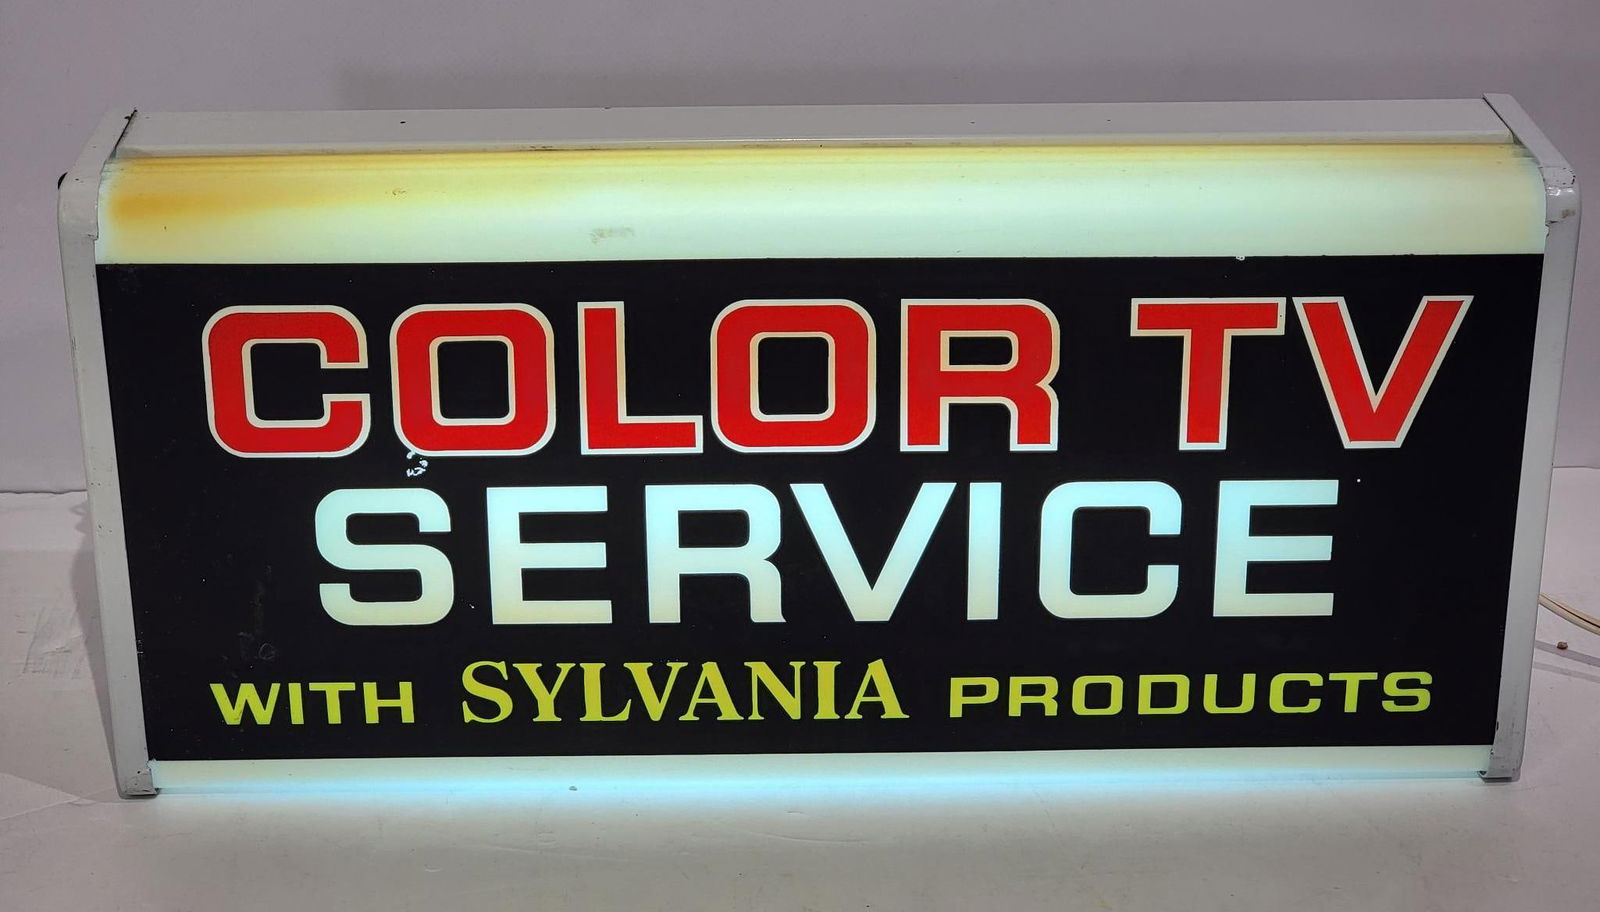 COLOR TV
SERVICE
WITH SYLVANIA PRODUCTS